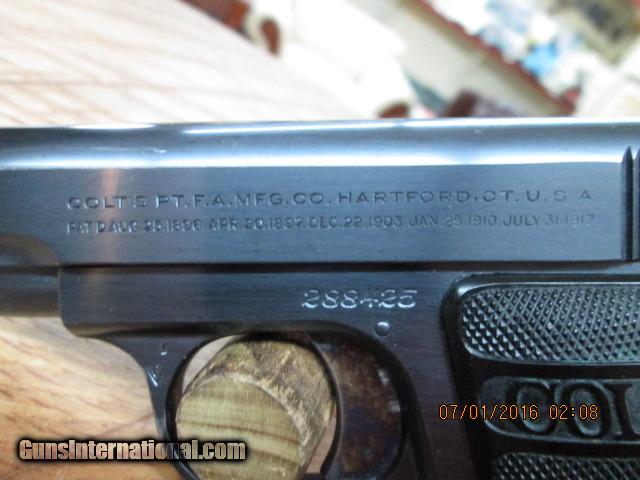 COLT'S PT. F. A. MFG. CO. HARTFORD, CT. U. S. A
PAT'D AUG. 25.1896. APR. 20.1897. DEC. 22.1903. JAN. 25.1910. JULY 31.1917
288425
CO
07/01/2016 02:08
GunsInternational.com